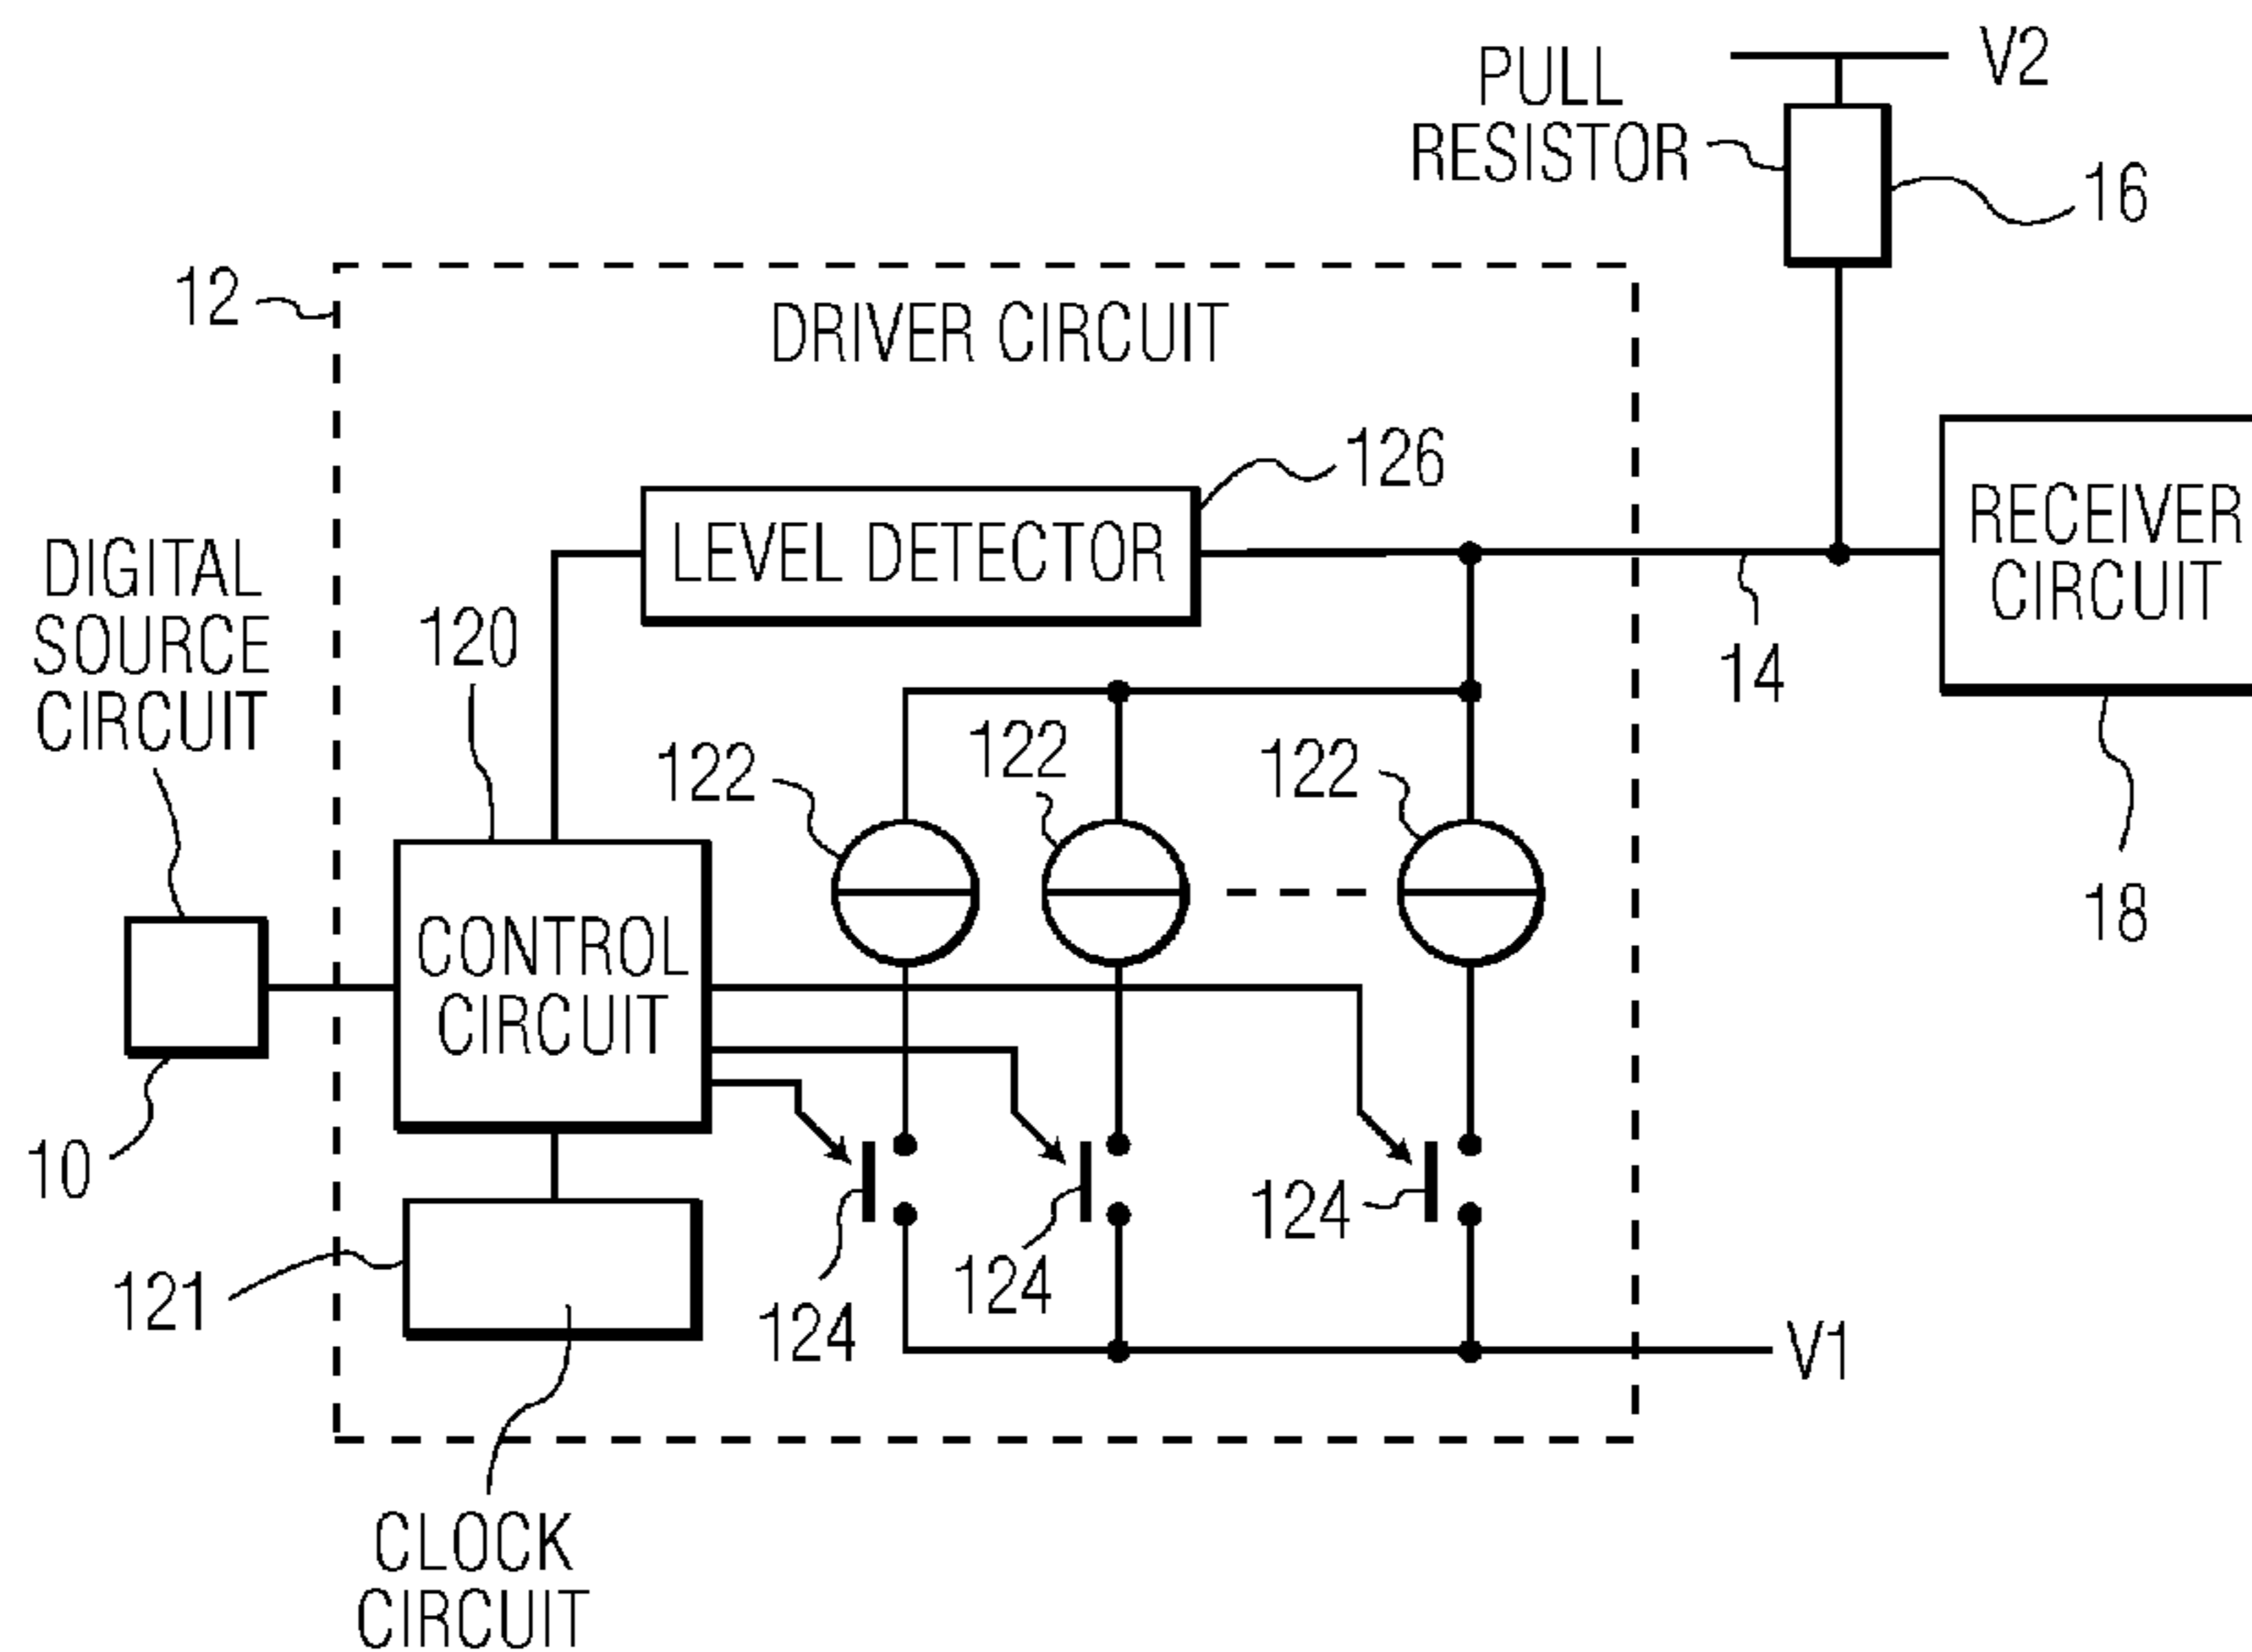 V2
PULL
RESISTOR
16
12
DRIVER CIRCUIT
126
LEVEL DETECTOR
RECEIVER
CIRCUIT
DIGITAL
SOURCE
CIRCUIT
120
14
122
122
122
18
CONTROL
CIRCUIT
10
121
124
124
124
V1
CLOCK
CIRCUIT